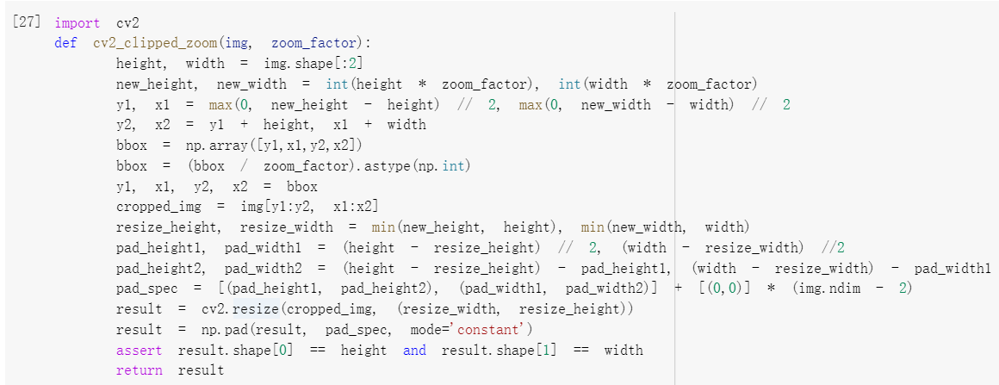 [27] import cv2
def cv2_clipped_zoom(img, zoom_factor):
height, width = img.shape[:2]
new_height, new_width = int(height * zoom_factor), int(width * zoom_factor)
y1, x1 = max(0, new_height - height) // 2, max(0, new_width - width) // 2
y2, x2 = y1 + height, x1 + width
bbox = np.array([y1,x1,y2,x2])
bbox = (bbox / zoom_factor).astype(np.int)
y1, x1, y2, x2 = bbox
cropped_img = img[y1:y2, x1:x2]
resize_height, resize_width = min(new_height, height), min(new_width, width)
pad_height1, pad_width1 = (height - resize_height) // 2, (width - resize_width) //2
pad_height2, pad_width2 = (height - resize_height) - pad_height1, (width - resize_width) - pad_width1
pad_spec = [(pad_height1, pad_height2), (pad_width1, pad_width2)] + [(0,0)] * (img.ndim - 2)
result = cv2.resize(cropped_img, (resize_width, resize_height))
result = np.pad(result, pad_spec, mode='constant')
assert result.shape[0] == height and result.shape[1] == width
return result